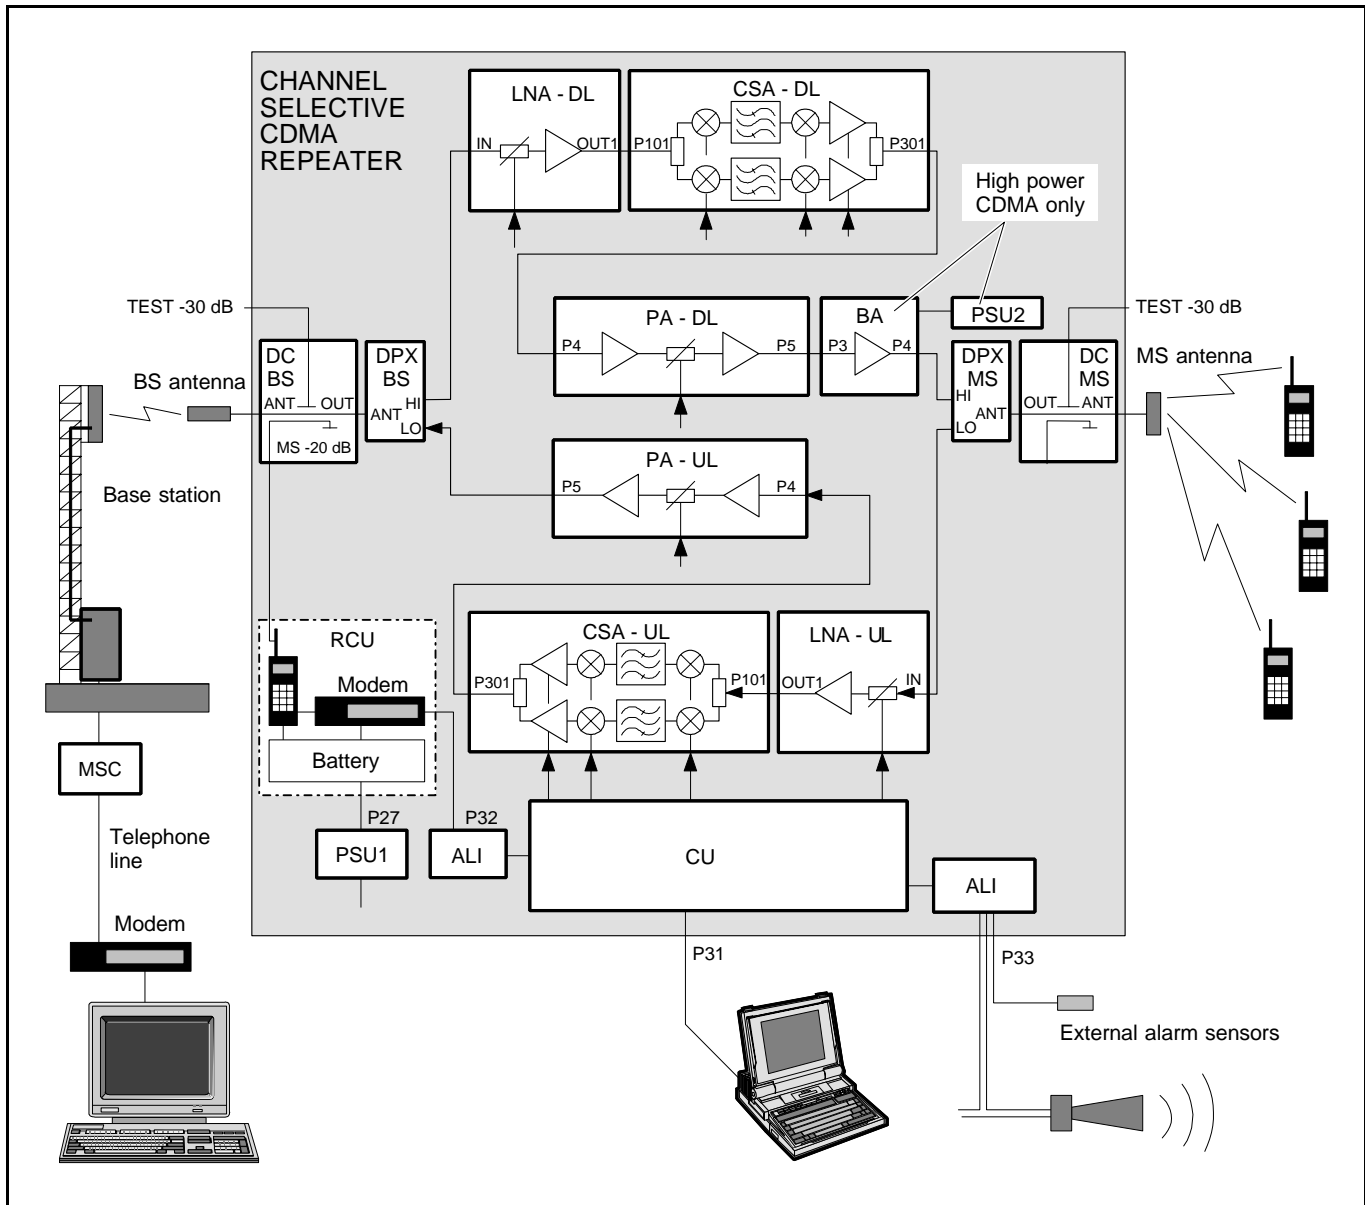 CHANNEL
SELECTIVE
CDMA
REPEATER
LNA - DL
IN
OUT1
CSA - DL
P101
P301
High power
CDMA only
TEST -30 dB
DC
BS
ANT
OUT
MS -20 dB
BS antenna
DPX
BS
HI
ANT
LO
PA - DL
P4
P5
BA
P3
P4
PSU2
TEST -30 dB
DPX
MS
HI
ANT
LO
DC
MS
OUT
ANT
MS antenna
PA - UL
P5
P4
Base station
RCU
Modem
Battery
CSA - UL
P301
P101
LNA - UL
OUT1
IN
MSC
P27
P32
PSU1
ALI
CU
ALI
Telephone
line
Modem
P31
P33
External alarm sensors